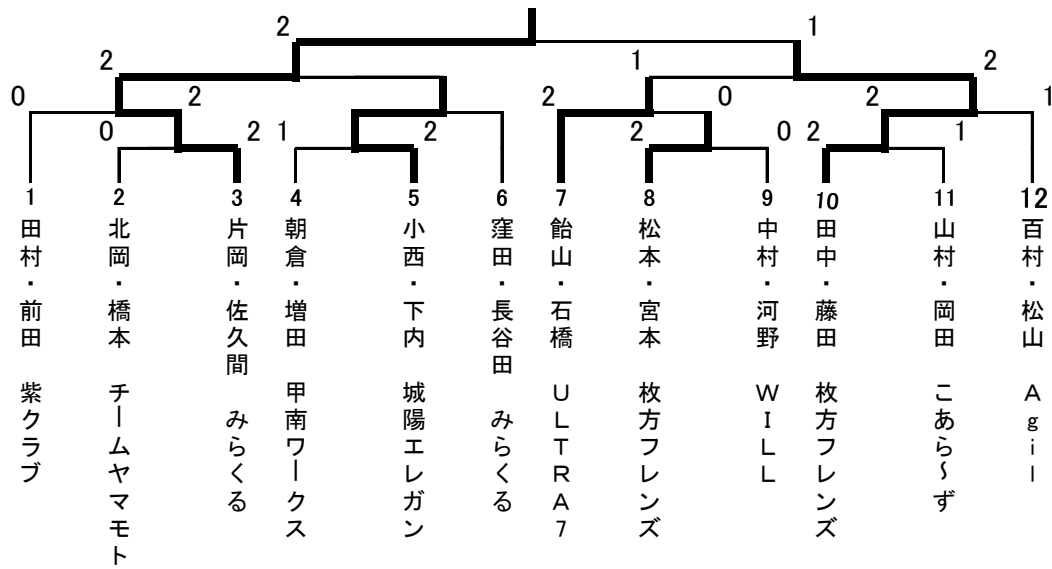 2 1
2 1 2
0 2 2 0 2 1
0 2 1 2 2 0 2 1
1 2 3 4 5 6 7 8 9 10 11 12
田村・前田 紫クラブ
北岡・橋本 チームヤマモト
片岡・佐久間 みらくる
朝倉・増田 甲南ワークス
小西・下内 城陽エレガン
窪田・長谷田 みらくる
飴山・石橋 ULTRA7
松本・宮本 枚方フレンズ
中村・河野 WILL
田中・藤田 枚方フレンズ
山村・岡田 こあら～ず
百村・松山 Agil